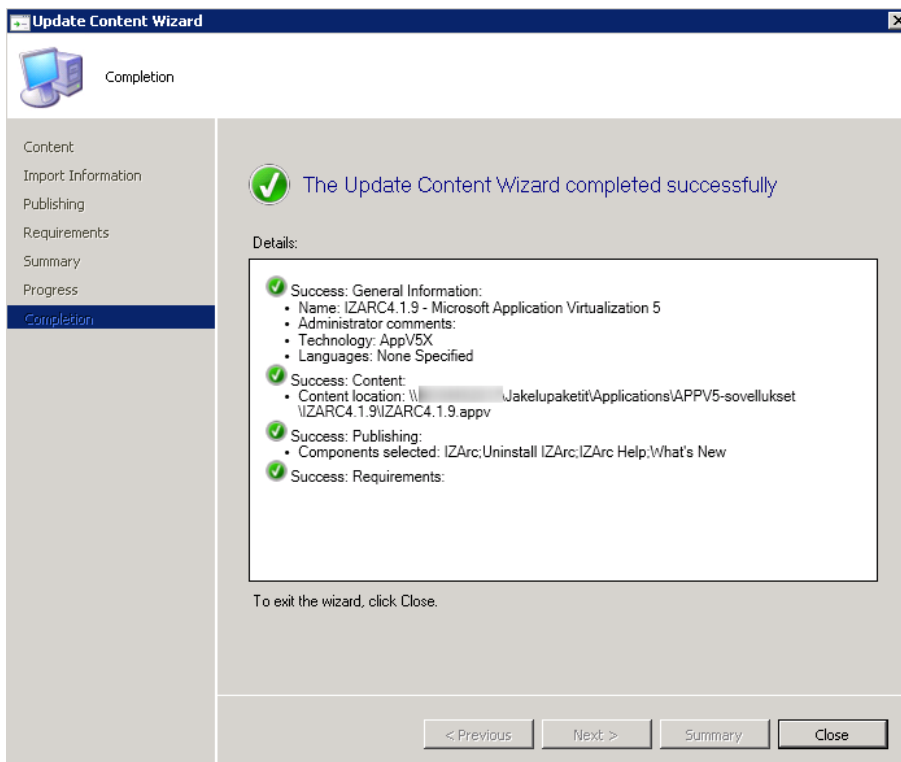 Update Content Wizard
Completion
Content
Import Information
Publishing
Requirements
Summary
Progress
Completion
The Update Content Wizard completed successfully
Details:
Success: General Information:
• Name: IZARC4.1.9 - Microsoft Application Virtualization 5
• Administrator comments:
• Technology: AppV5X
• Languages: None Specified
Success: Content:
• Content location: \\ \Jakelupaketit\Applications\APPV5-sovellukset
\IZARC4.1.9\IZARC4.1.9.appv
Success: Publishing:
• Components selected: IZArc;Uninstall IZArc;IZArc Help;What's New
Success: Requirements:
To exit the wizard, click Close.
< Previous
Next >
Summary
Close